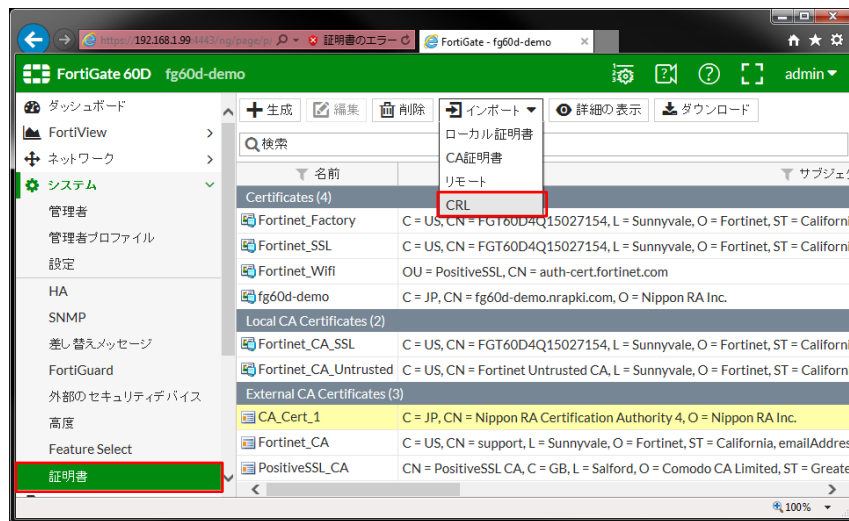 https://192.168.1.99:4443/ng/page/p/ 証明書のエラー FortiGate - fg60d-demo
FortiGate 60D fg60d-demo admin
ダッシュボード
FortiView
ネットワーク
システム
管理者
管理者プロファイル
設定
HA
SNMP
差し替えメッセージ
FortiGuard
外部のセキュリティデバイス
高度
Feature Select
証明書
生成 編集 削除 インポート 詳細の表示 ダウンロード
ローカル証明書
CA証明書
リモート
CRL
検索
名前 サブジェク
Certificates (4)
Fortinet_Factory C = US, CN = FGT60D4Q15027154, L = Sunnyvale, O = Fortinet, ST = Californi
Fortinet_SSL C = US, CN = FGT60D4Q15027154, L = Sunnyvale, O = Fortinet, ST = Californi
Fortinet_Wifi OU = PositiveSSL, CN = auth-cert.fortinet.com
fg60d-demo C = JP, CN = fg60d-demo.nrapki.com, O = Nippon RA Inc.
Local CA Certificates (2)
Fortinet_CA_SSL C = US, CN = FGT60D4Q15027154, L = Sunnyvale, O = Fortinet, ST = Californi
Fortinet_CA_Untrusted C = US, CN = Fortinet Untrusted CA, L = Sunnyvale, O = Fortinet, ST = Californ
External CA Certificates (3)
CA_Cert_1 C = JP, CN = Nippon RA Certification Authority 4, O = Nippon RA Inc.
Fortinet_CA C = US, CN = support, L = Sunnyvale, O = Fortinet, ST = California, emailAddres
PositiveSSL_CA CN = PositiveSSL CA, C = GB, L = Salford, O = Comodo CA Limited, ST = Greate
100%